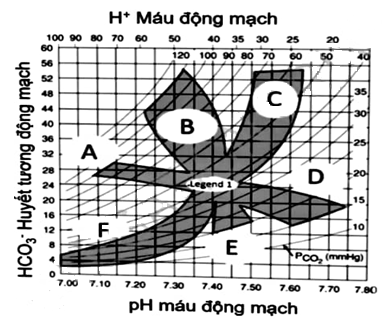 H⁺ Máu động mạch
100 90 80 70 60 50 40 35 30 25 20
120 100 90 80 70 60 50 40
60
56
52
48
44
40
36
32
28
24
20
16
12
8
4
0
35
30
25
20
15
10
A
B
C
D
E
F
Legend 1
PCO₂ (mmHg)
HCO₃⁻ Huyết tương động mạch
7.00 7.10 7.20 7.30 7.40 7.50 7.60 7.70 7.80
pH máu động mạch